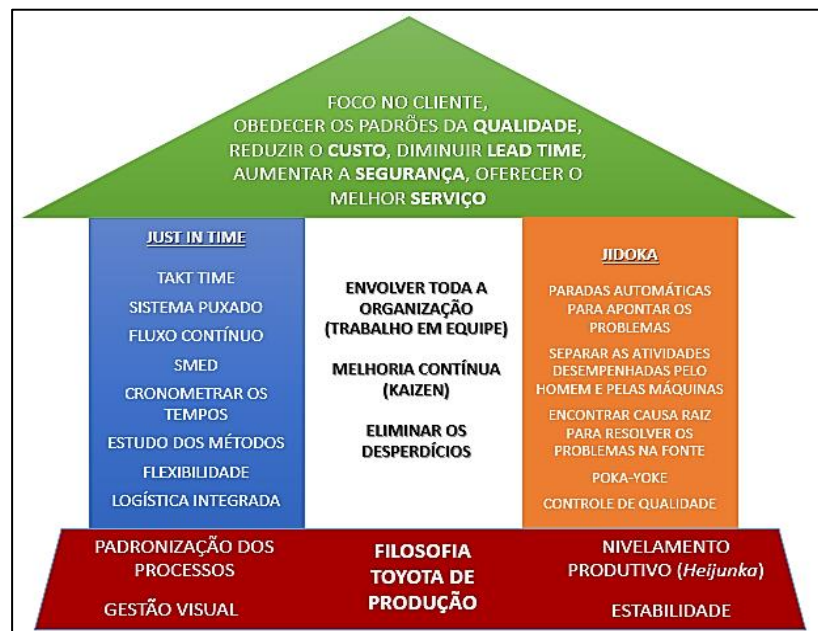 FOCO NO CLIENTE,
OBEDECER OS PADRÕES DA QUALIDADE,
REDUZIR O CUSTO, DIMINUIR LEAD TIME,
AUMENTAR A SEGURANÇA, OFERECER O
MELHOR SERVIÇO
JUST IN TIME
TAKT TIME
SISTEMA PUXADO
FLUXO CONTÍNUO
SMED
CRONOMETRAR OS
TEMPOS
ESTUDO DOS MÉTODOS
FLEXIBILIDADE
LOGÍSTICA INTEGRADA
ENVOLVER TODA A
ORGANIZAÇÃO
(TRABALHO EM EQUIPE)
MELHORIA CONTÍNUA
(KAIZEN)
ELIMINAR OS
DESPERDÍCIOS
JIDOKA
PARADAS AUTOMÁTICAS
PARA APONTAR OS
PROBLEMAS
SEPARAR AS ATIVIDADES
DESEMPENHADAS PELO
HOMEM E PELAS MÁQUINAS
ENCONTRAR CAUSA RAIZ
PARA RESOLVER OS
PROBLEMAS NA FONTE
POKA-YOKE
CONTROLE DE QUALIDADE
PADRONIZAÇÃO DOS
PROCESSOS
GESTÃO VISUAL
FILOSOFIA
TOYOTA DE
PRODUÇÃO
NIVELAMENTO
PRODUTIVO (Heijunka)
ESTABILIDADE